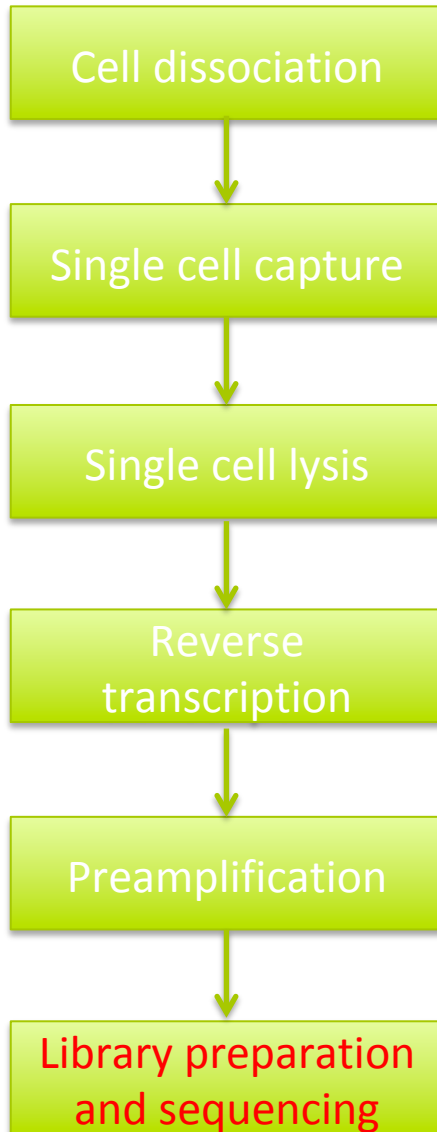 Cell dissociation
Single cell capture
Single cell lysis
Reverse
transcription
Preamplification
Library preparation
and sequencing